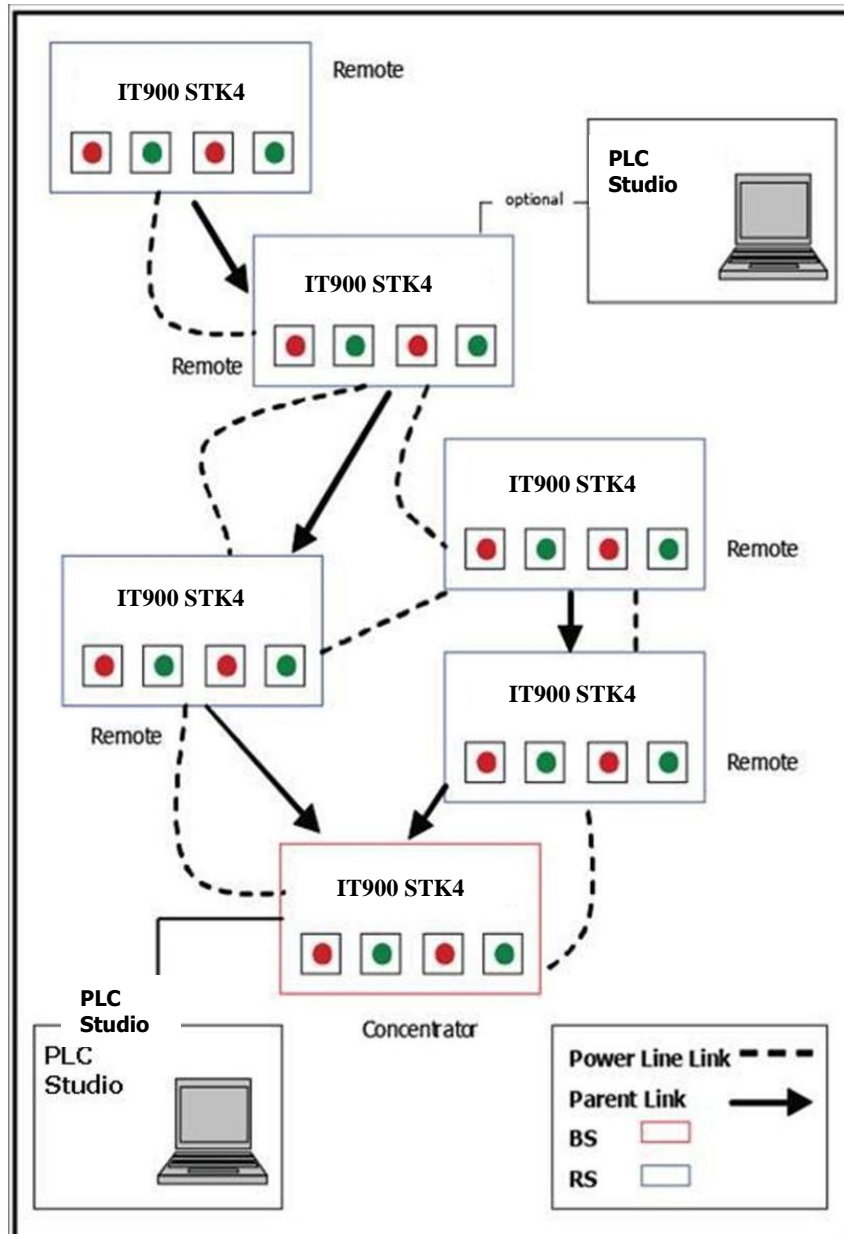 IT900 STK4
Remote
PLC
Studio
optional
IT900 STK4
Remote
IT900 STK4
Remote
IT900 STK4
Remote
IT900 STK4
Remote
IT900 STK4
Concentrator
PLC
Studio
PLC
Studio
Power Line Link
Parent Link
BS
RS